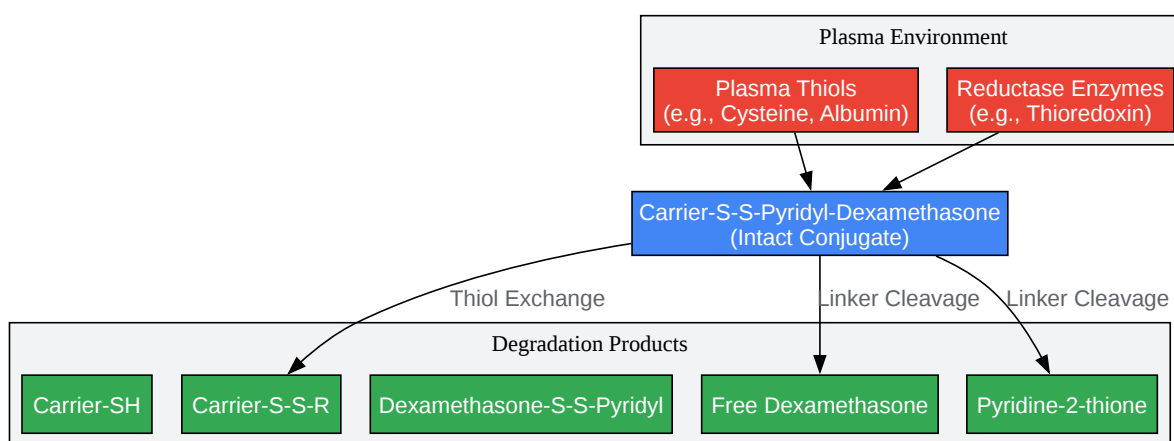 Plasma Environment
Plasma Thiols
(e.g., Cysteine, Albumin)
Reductase Enzymes
(e.g., Thioredoxin)
Carrier-S-S-Pyridyl-Dexamethasone
(Intact Conjugate)
Thiol Exchange
Linker Cleavage
Linker Cleavage
Degradation Products
Carrier-SH
Carrier-S-S-R
Dexamethasone-S-S-Pyridyl
Free Dexamethasone
Pyridine-2-thione